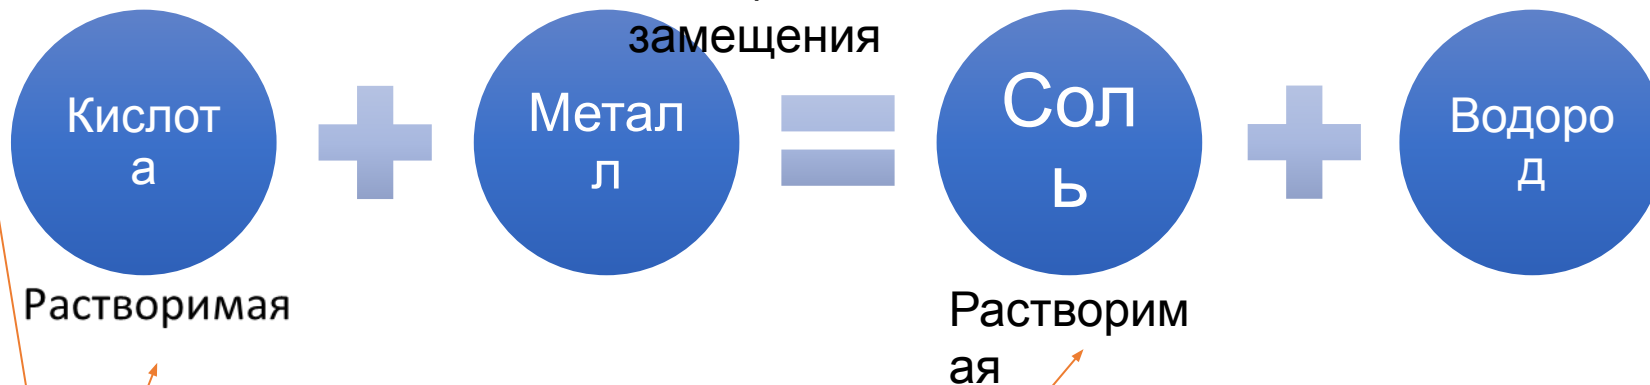 замещения
Кислот
а
Метал
л
Сол
ь
Водоро
д
Растворимая
Растворим
ая